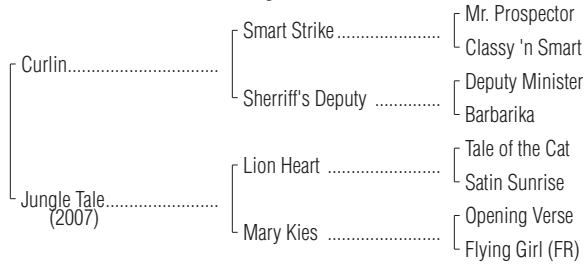 Mr. Prospector
Smart Strike ....................
Classy 'n Smart
Curlin..............................
Deputy Minister
Sherriff's Deputy .............
Barbarika
Tale of the Cat
Lion Heart ......................
Satin Sunrise
Jungle Tale.......................
(2007)
Opening Verse
Mary Kies ......................
Flying Girl (FR)